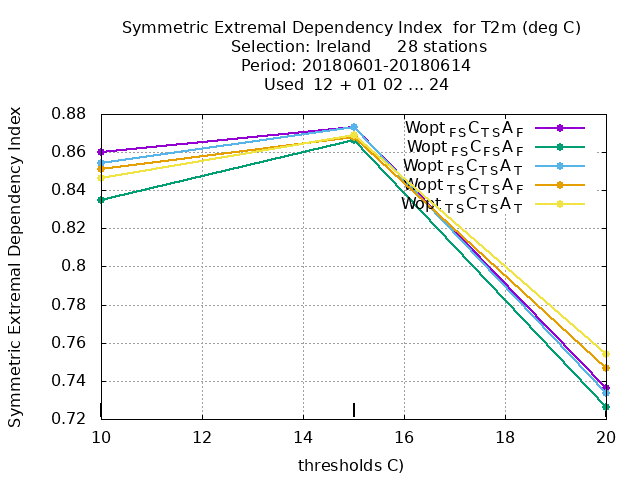 Symmetric Extremal Dependency Index  for T2m (deg C)
Selection: Ireland     28 stations
Period: 20180601-20180614
Used  12 + 01 02 ... 24
Symmetric Extremal Dependency Index
0.88
0.86
0.84
0.82
0.8
0.78
0.76
0.74
0.72
Wopt FS C TS A F
Wopt FS C FS A F
Wopt FS C TS A T
Wopt TS C TS A F
Wopt TS C TS A T
10 12 14 16 18 20
thresholds C)